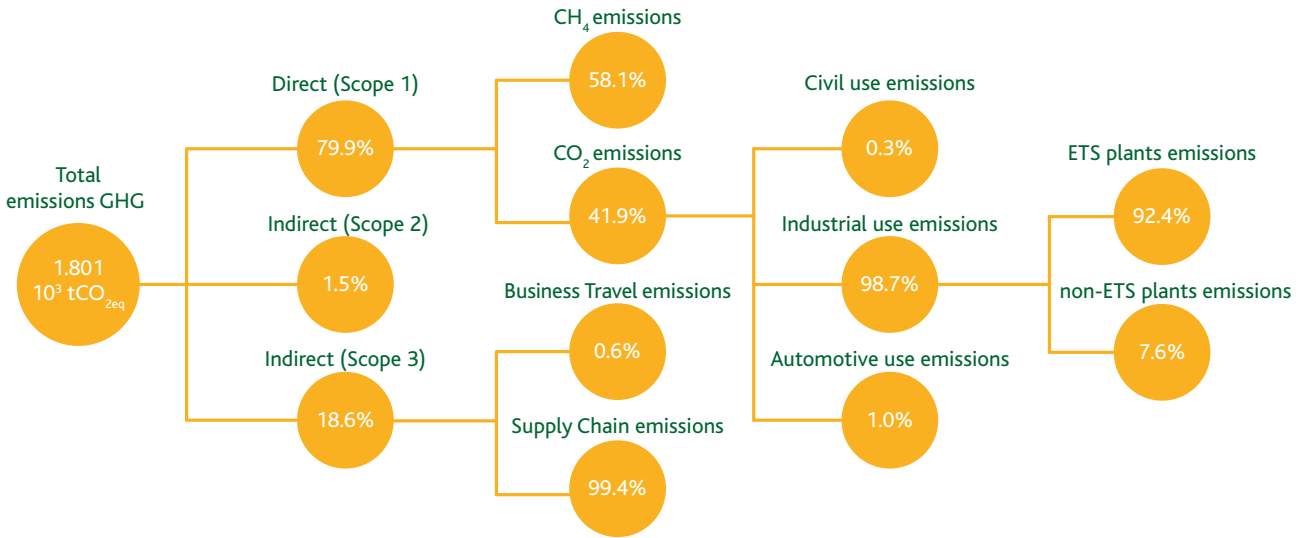 Total
emissions GHG
1.801
10³ tCO₂eq
Direct (Scope 1)
79.9%
Indirect (Scope 2)
1.5%
Indirect (Scope 3)
18.6%
CH₄ emissions
58.1%
CO₂ emissions
41.9%
Business Travel emissions
0.6%
Supply Chain emissions
99.4%
Civil use emissions
0.3%
Industrial use emissions
98.7%
Automotive use emissions
1.0%
ETS plants emissions
92.4%
non-ETS plants emissions
7.6%